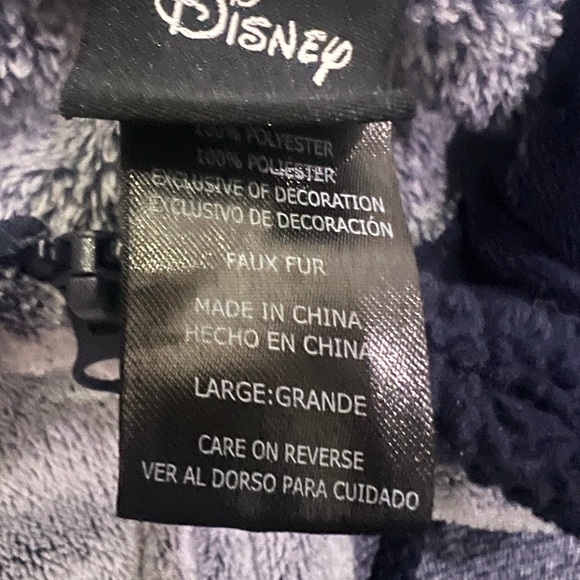 Disney
100% POLYESTER
100% POLIÉSTER
EXCLUSIVE OF DECORATION
EXCLUSIVO DE DECORACIÓN
FAUX FUR
MADE IN CHINA
HECHO EN CHINA
LARGE:GRANDE
CARE ON REVERSE
VER AL DORSO PARA CUIDADO